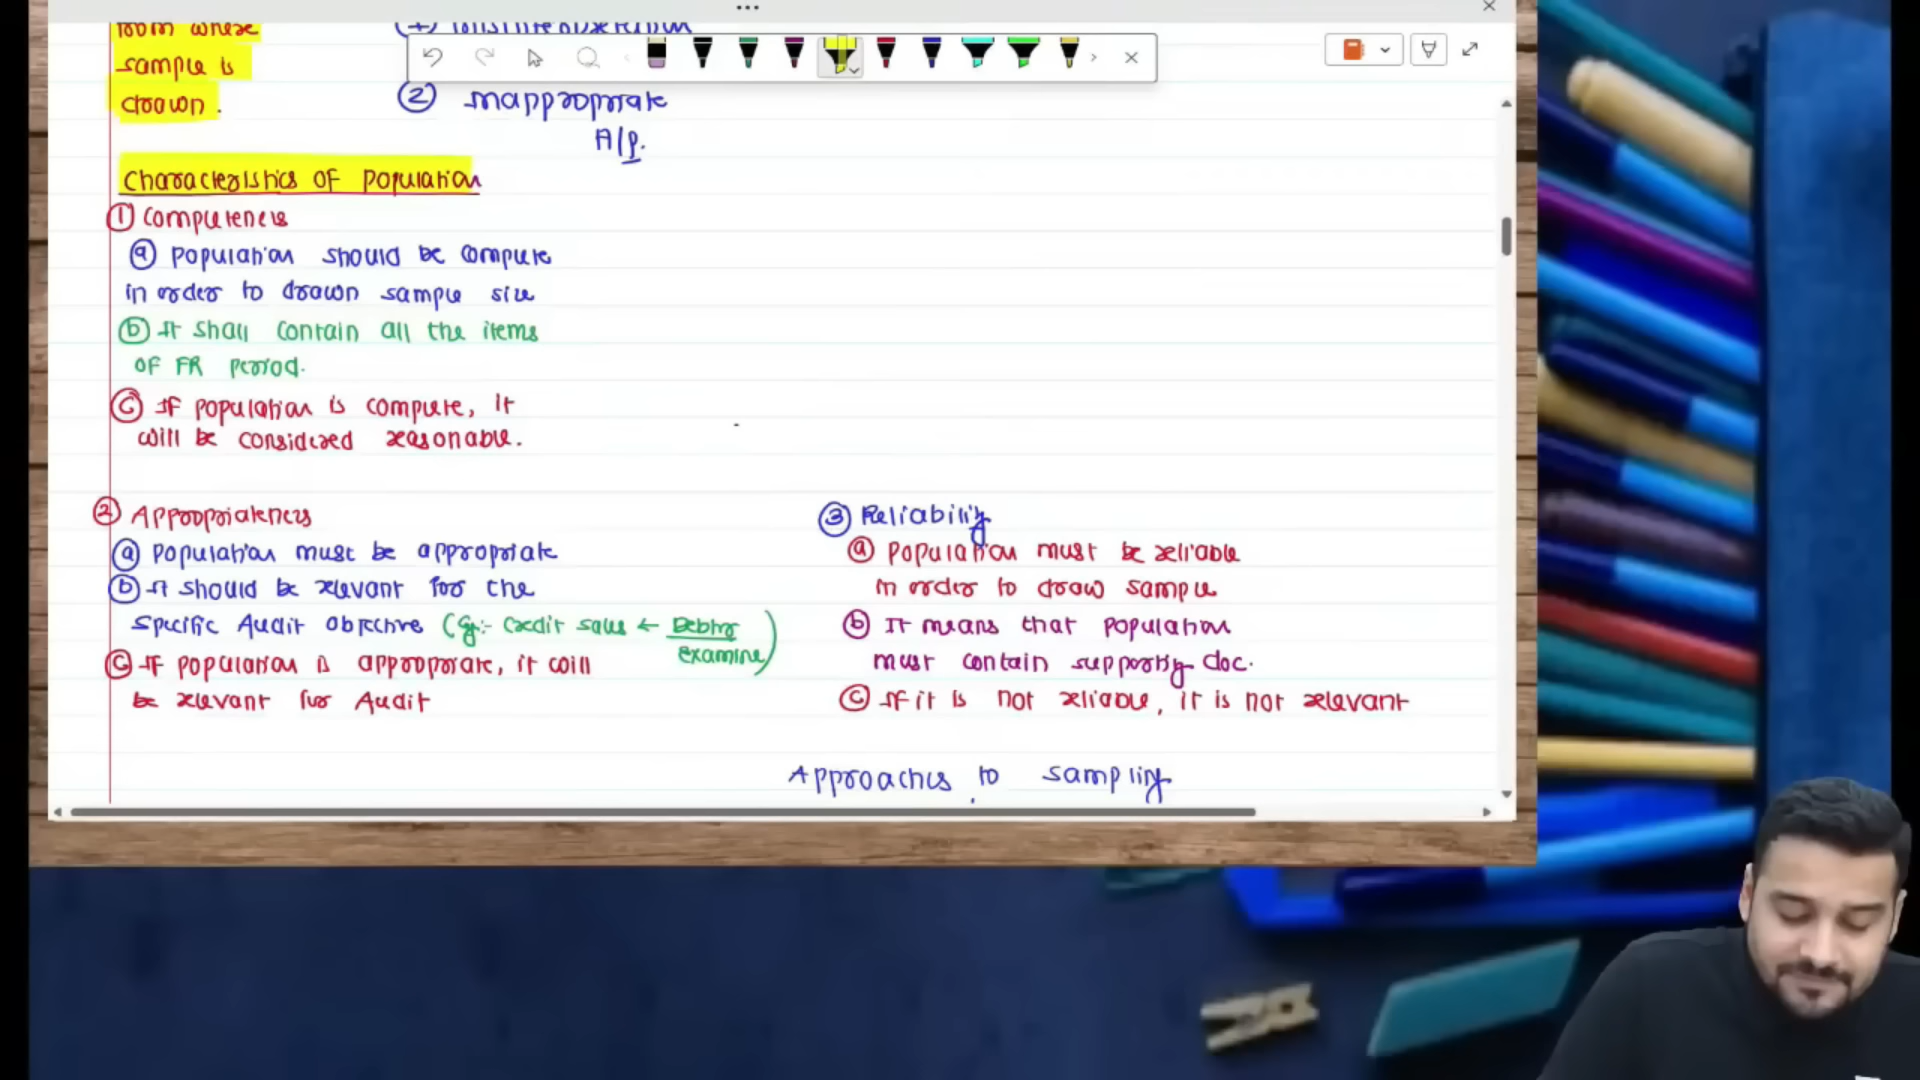 from where
sample is
drawn.
② Inappropriate
A/P.
Characteristics of Population
① Completeness
ⓐ Population should be complete
in order to drawn sample size
ⓑ It shall contain all the items
of FR period.
ⓒ If population is complete, it
will be considered reasonable.
② Appropriateness
ⓐ Population must be appropriate
ⓑ It should be relevant for the
specific Audit Objective (Eg:- Credit sales ← Debtor
examine)
ⓒ If population is appropriate, it will
be relevant for Audit
③ Reliability
ⓐ Population must be reliable
in order to draw sample
ⓑ It means that population
must contain supporting doc.
ⓒ If it is not reliable, it is not relevant
Approaches to sampling